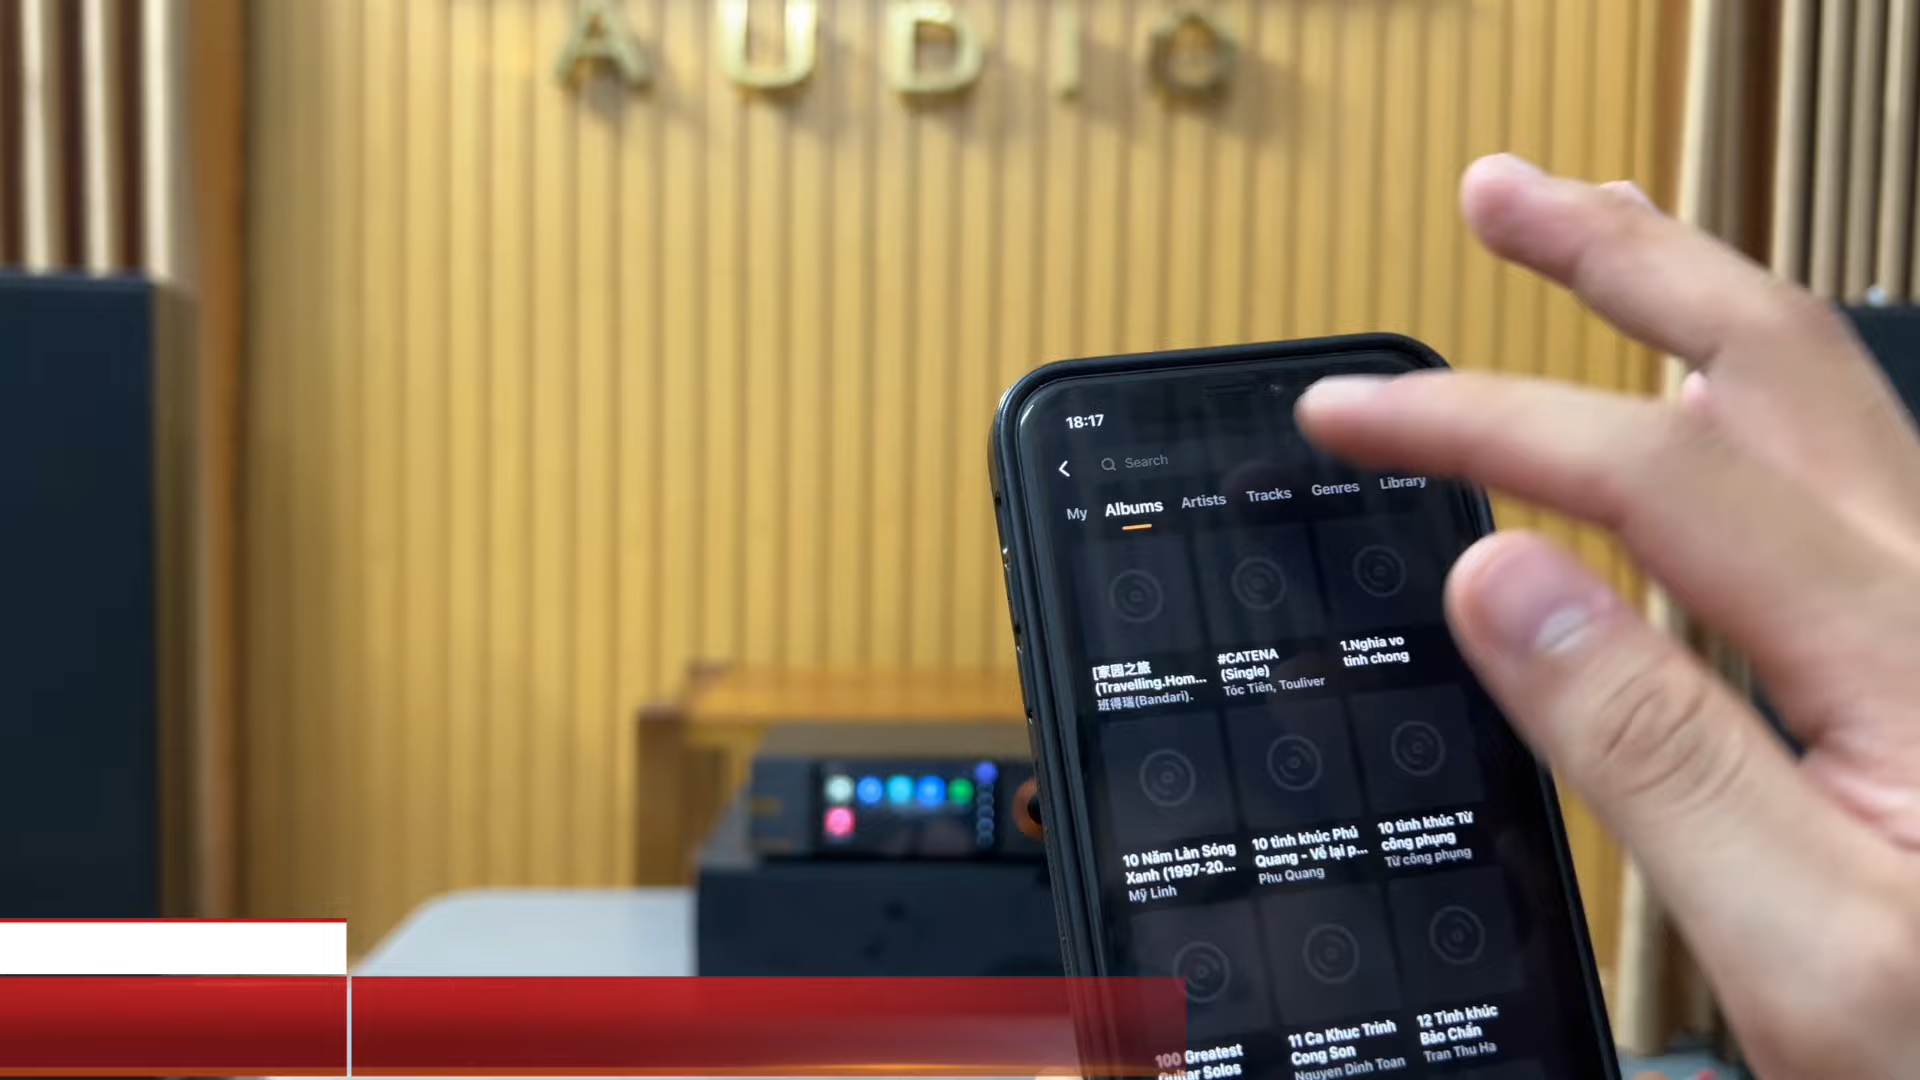 AUDIO
18:17
Search
My Albums Artists Tracks Genres Library
[家园之旅
(Travelling.Hom...
班得瑞(Bandari).
#CATENA
(Single)
Tóc Tiên, Touliver
1.Nghia vo
tinh chong
10 Năm Làn Sóng
Xanh (1997-20...
Mỹ Linh
10 tình khúc Phú
Quang - Về lại p...
Phu Quang
10 tình khúc Từ
công phụng
Từ công phụng
100 Greatest
Guitar Solos
11 Ca Khuc Trinh
Cong Son
Nguyen Dinh Toan
12 Tình khúc
Bảo Chấn
Tran Thu Ha